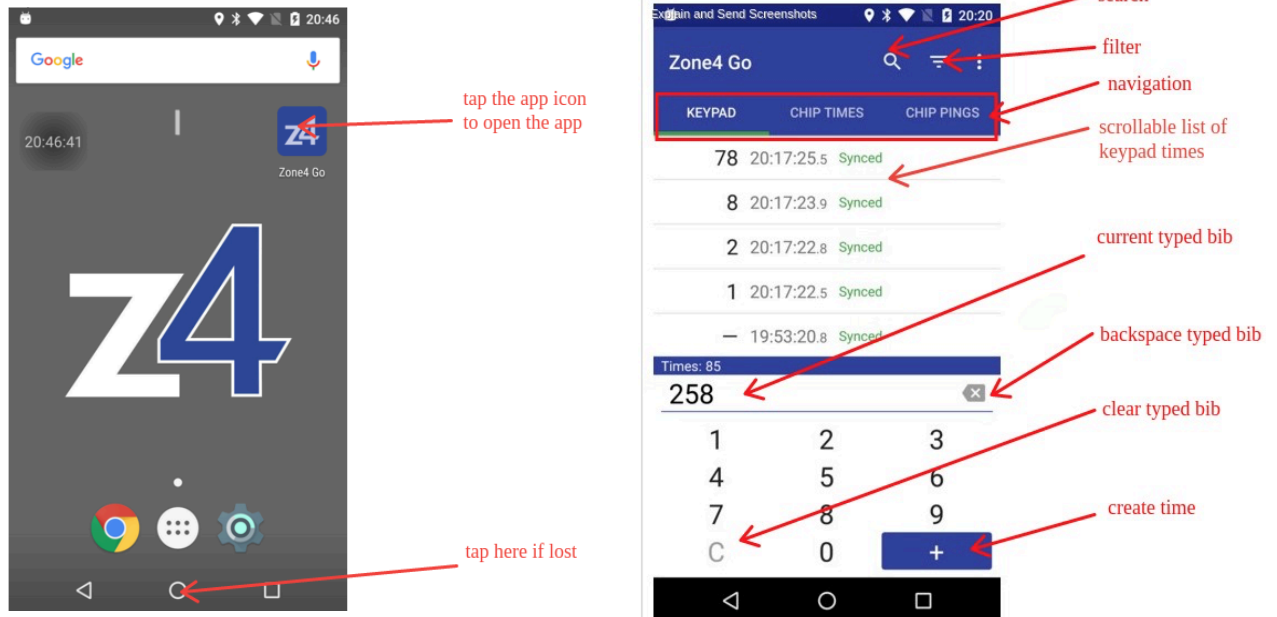 20:46
Google
20:46:41
z4
Zone4 Go
z4
tap the app icon
to open the app
tap here if lost
Explain and Send Screenshots
20:20
search
Zone4 Go
filter
navigation
KEYPAD CHIP TIMES CHIP PINGS
scrollable list of
keypad times
78 20:17:25.5 Synced
8 20:17:23.9 Synced
2 20:17:22.8 Synced
1 20:17:22.5 Synced
— 19:53:20.8 Synced
current typed bib
Times: 85
258
backspace typed bib
clear typed bib
1 2 3
4 5 6
7 8 9
C 0 +
create time